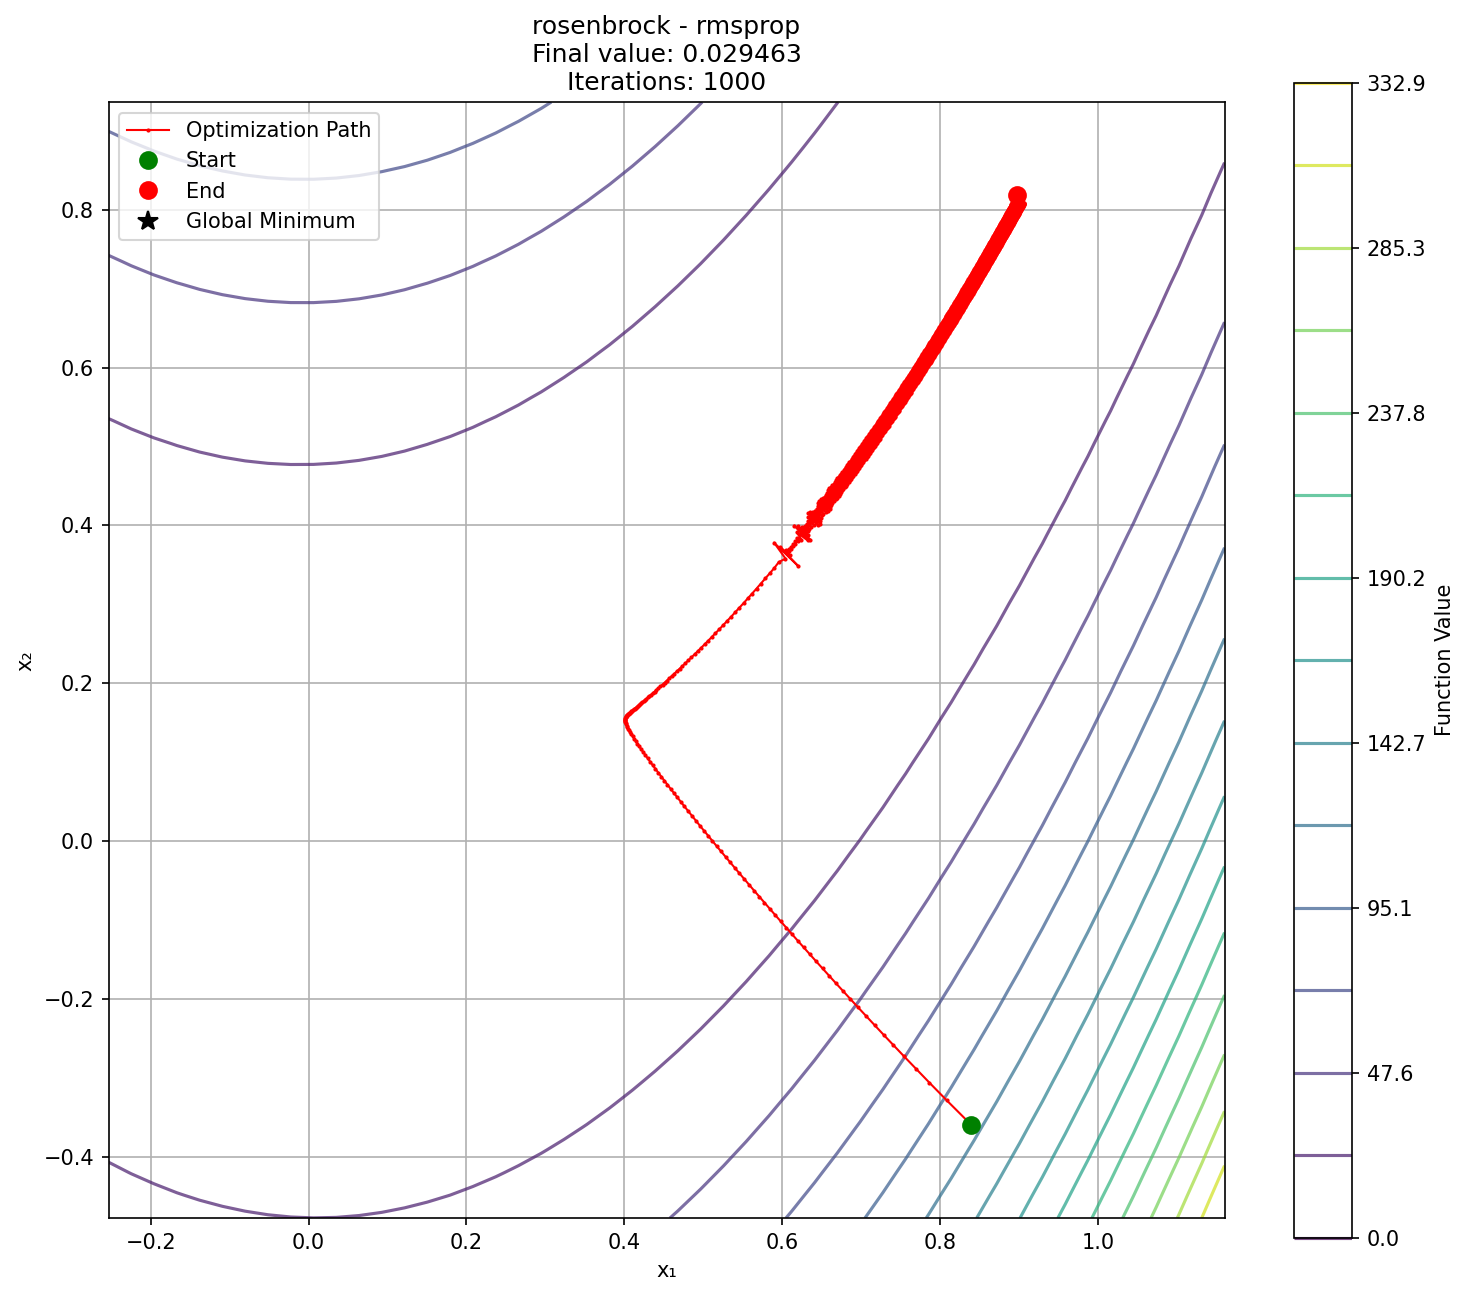 rosenbrock - rmsprop
Final value: 0.029463
Iterations: 1000
Optimization Path
Start
End
Global Minimum
0.8
0.6
0.4
0.2
0.0
−0.2
−0.4
x₂
−0.2
0.0
0.2
0.4
0.6
0.8
1.0
x₁
332.9
285.3
237.8
190.2
142.7
95.1
47.6
0.0
Function Value